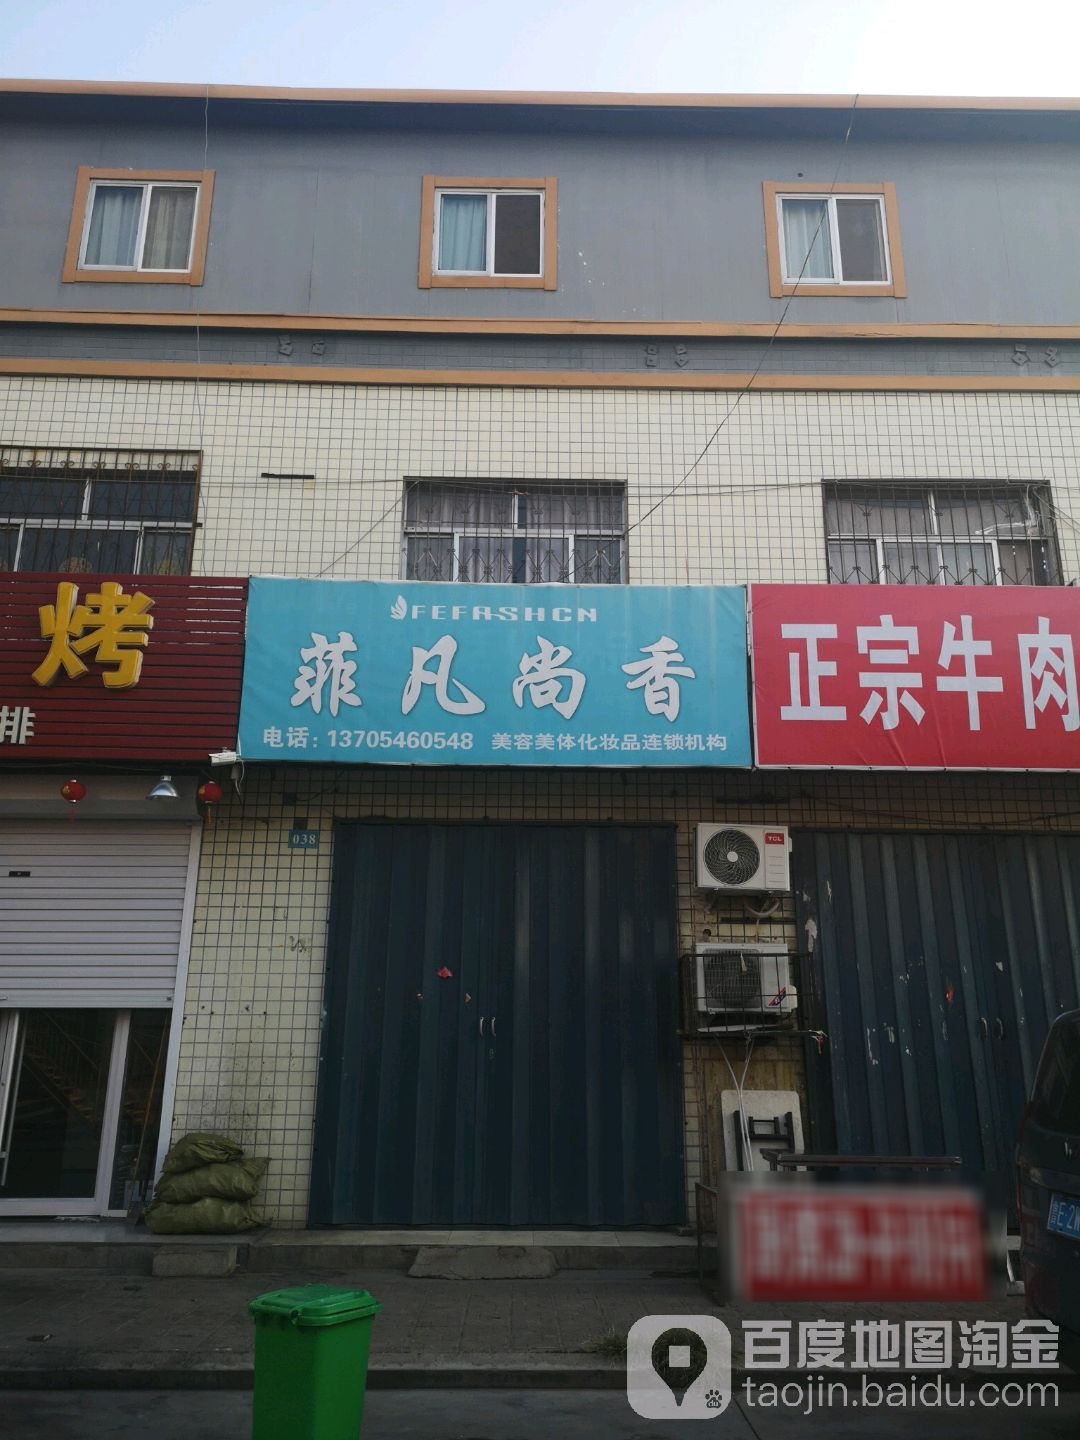 FEFASHCN
菲凡尚香
电话：13705460548 美容美体化妆品连锁机构
烤
排
正宗牛肉
038
TCL
百度地图淘金
taojin.baidu.com